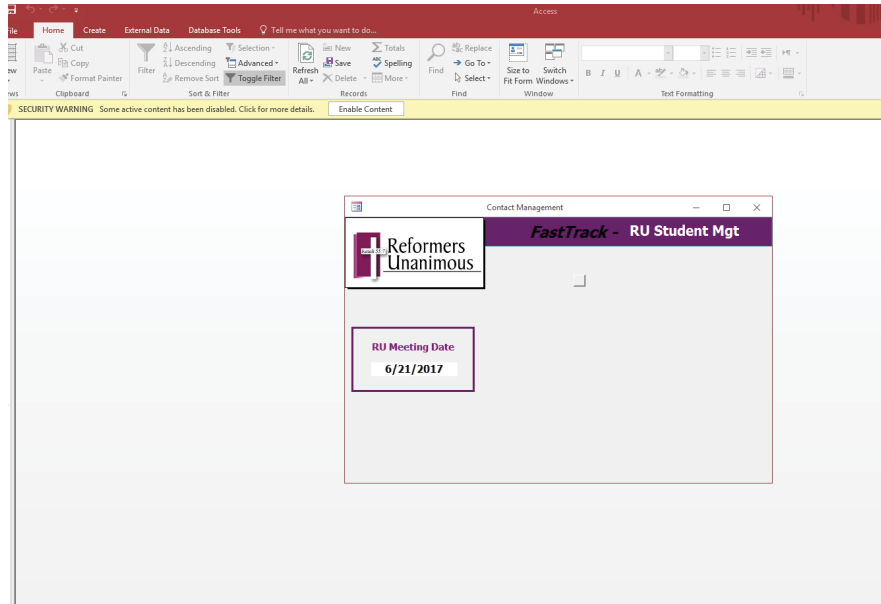 Access
File Home Create External Data Database Tools Tell me what you want to do...
Cut
Copy
Format Painter
Paste
Clipboard
Filter
Ascending
Descending
Remove Sort
Selection
Advanced
Toggle Filter
Sort & Filter
Refresh All
New
Save
Delete
Totals
Spelling
More
Records
Find
Replace
Go To
Select
Find
Size to Fit Form
Switch Windows
Window
B I U A
Text Formatting
SECURITY WARNING Some active content has been disabled. Click for more details. Enable Content
Contact Management
Reformers
Unanimous
FastTrack - RU Student Mgt
RU Meeting Date
6/21/2017